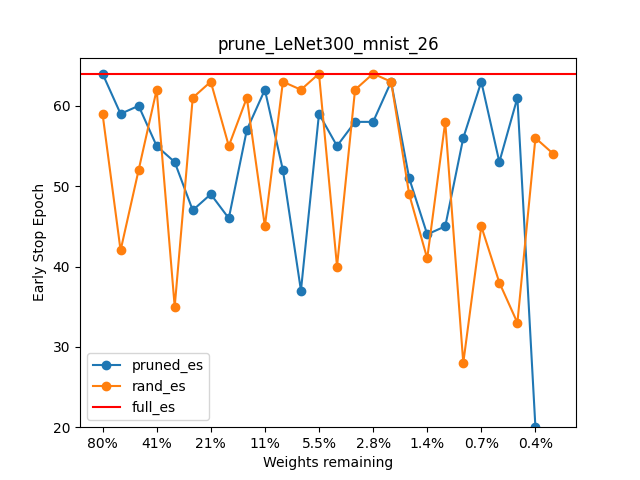 prune_LeNet300_mnist_26
60
50
40
30
20
Early Stop Epoch
pruned_es
rand_es
full_es
80% 41% 21% 11% 5.5% 2.8% 1.4% 0.7% 0.4%
Weights remaining